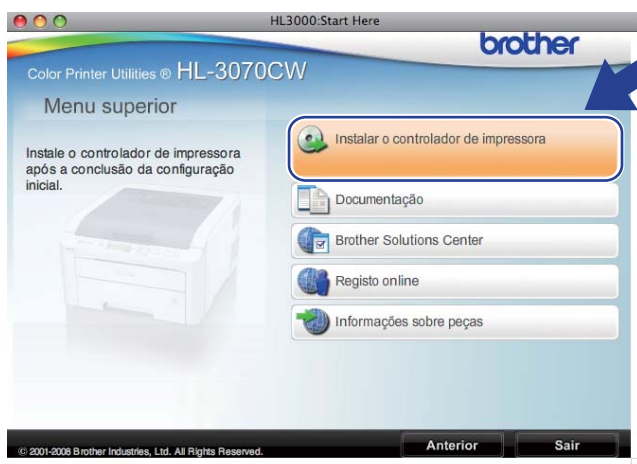 HL3000:Start Here
brother
Color Printer Utilities ® HL-3070CW
Menu superior
Instale o controlador de impressora
após a conclusão da configuração
inicial.
Instalar o controlador de impressora
Documentação
Brother Solutions Center
Registo online
Informações sobre peças
© 2001-2008 Brother Industries, Ltd. All Rights Reserved.
Anterior
Sair